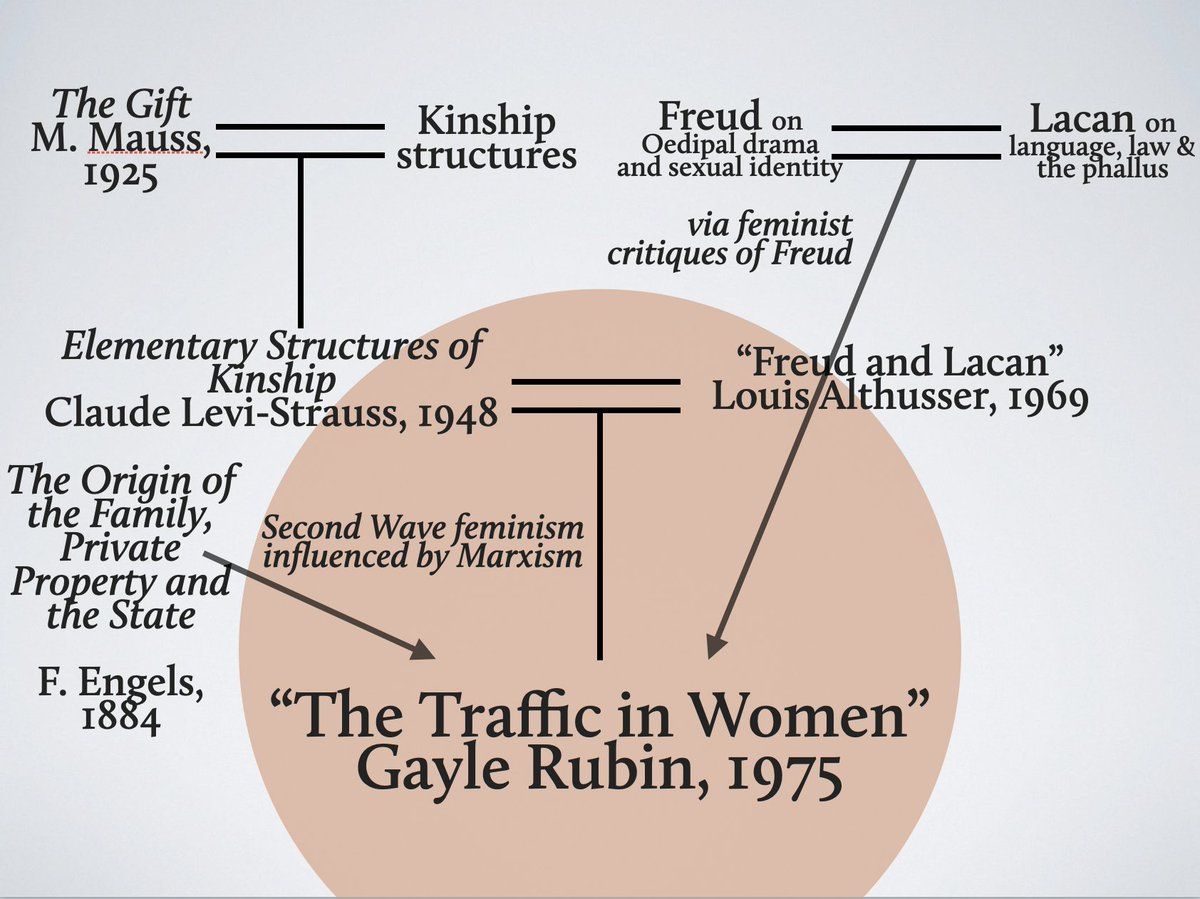 The Gift
M. Mauss,
1925
Kinship
structures
Freud on
Oedipal drama
and sexual identity
Lacan on
language, law &
the phallus
via feminist
critiques of Freud
Elementary Structures of
Kinship
Claude Levi-Strauss, 1948
“Freud and Lacan”
Louis Althusser, 1969
The Origin of
the Family,
Private
Property and
the State
F. Engels,
1884
Second Wave feminism
influenced by Marxism
“The Traffic in Women”
Gayle Rubin, 1975